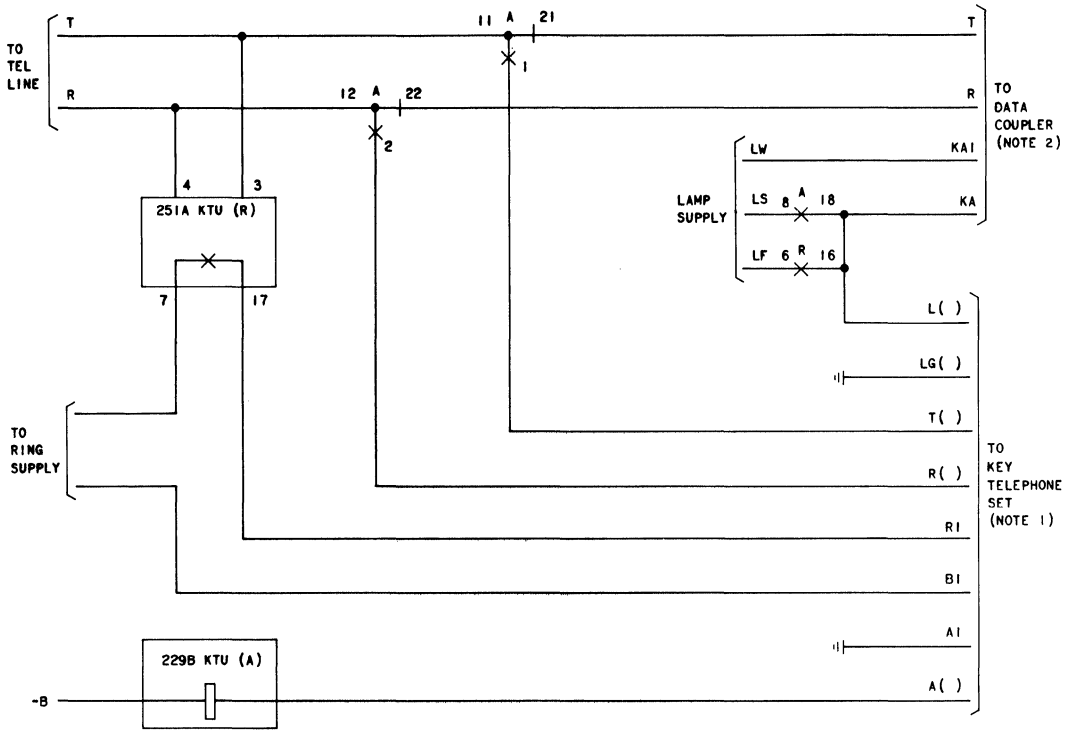 T
11 A 21
T
TO
TEL
LINE
R
12 A 22
R
1
2
TO
DATA
COUPLER
(NOTE 2)
LW
KA1
LAMP
SUPPLY
LS 8 A 18
KA
LF 6 R 16
4 3
251A KTU (R)
7 17
L( )
LG( )
T( )
TO
RING
SUPPLY
R( )
TO
KEY
TELEPHONE
SET
(NOTE 1)
R1
B1
A1
229B KTU (A)
A( )
-B